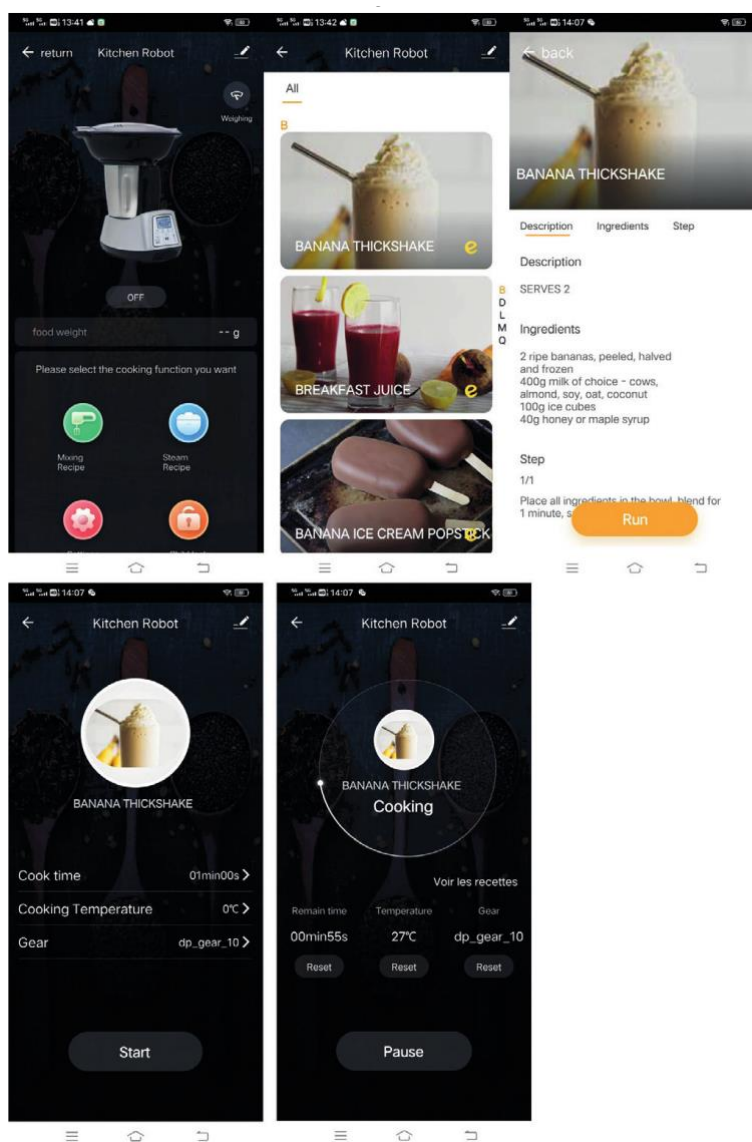 13:41
← return Kitchen Robot
Weighing
OFF
food weight -- g
Please select the cooking function you want
Mixing
Recipe
Steam
Recipe
13:42
← Kitchen Robot
All
B
BANANA THICKSHAKE
BREAKFAST JUICE
BANANA ICE CREAM POPSTICK
B
D
L
M
Q
14:07
← back
BANANA THICKSHAKE
Description Ingredients Step
Description
SERVES 2
Ingredients
2 ripe bananas, peeled, halved
and frozen
400g milk of choice - cows,
almond, soy, oat, coconut
100g ice cubes
40g honey or maple syrup
Step
1/1
Place all ingredients in the bowl, blend for
1 minute, s
Run
14:07
← Kitchen Robot
BANANA THICKSHAKE
Cook time 01min00s >
Cooking Temperature 0℃ >
Gear dp_gear_10 >
Start
14:07
← Kitchen Robot
BANANA THICKSHAKE
Cooking
Voir les recettes
Remain time Temperature Gear
00min55s 27℃ dp_gear_10
Reset Reset Reset
Pause